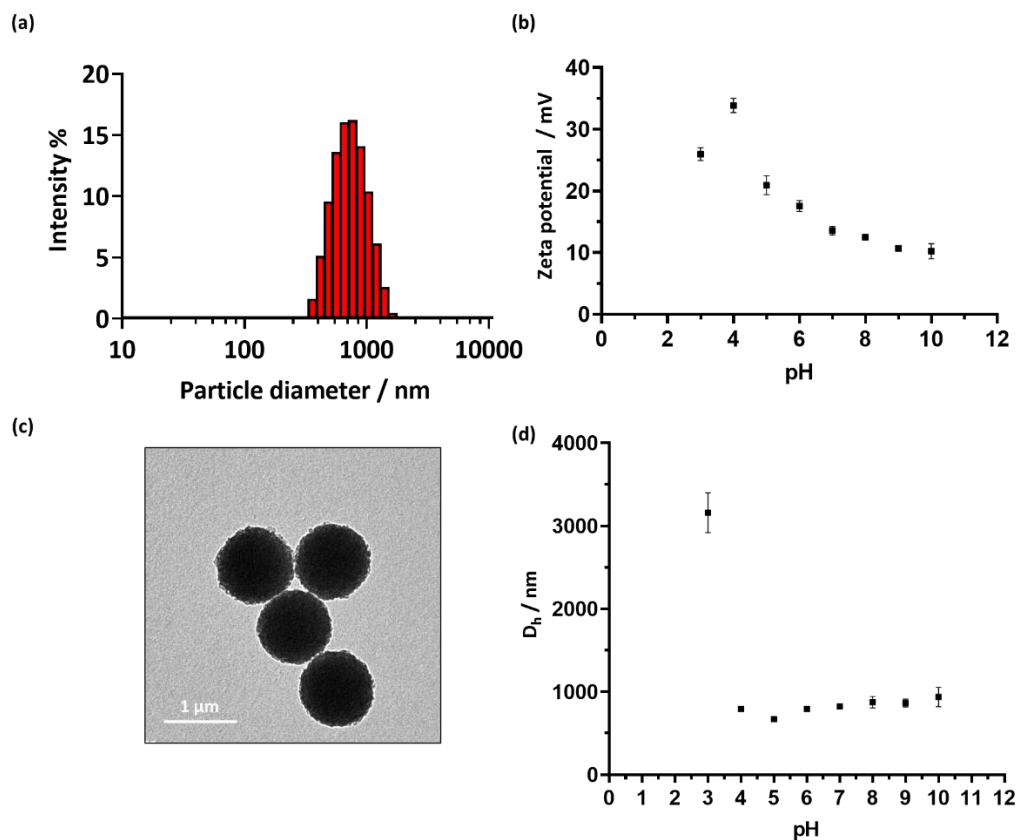 (a)
20
15
10
5
0
Intensity %
10 100 1000 10000
Particle diameter / nm
(b)
40
30
20
10
0
Zeta potential / mV
0 2 4 6 8 10 12
pH
(c)
1 μm
(d)
4000
3000
2000
1000
0
Dₕ / nm
0 1 2 3 4 5 6 7 8 9 10 11 12
pH